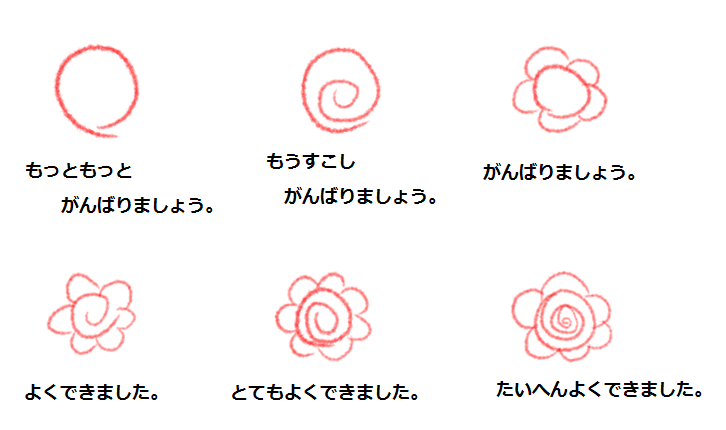 もっともっと
がんばりましょう。
もうすこし
がんばりましょう。
がんばりましょう。
よくできました。
とてもよくできました。
たいへんよくできました。